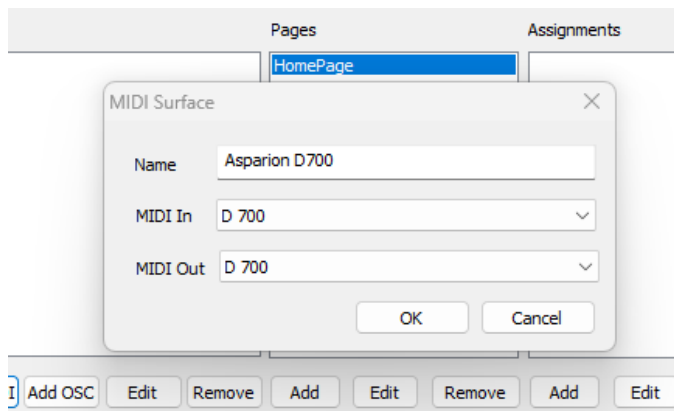 Pages Assignments
HomePage
MIDI Surface
Name Asparion D700
MIDI In D 700
MIDI Out D 700
OK Cancel
I Add OSC Edit Remove Add Edit Remove Add Edit